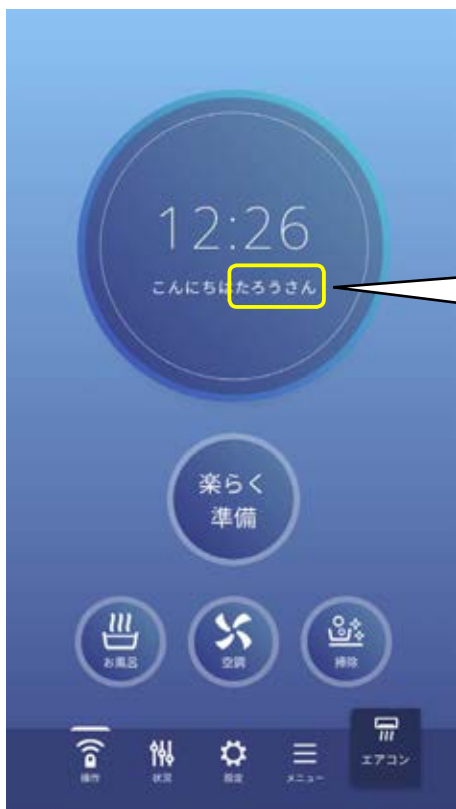 12:26
こんにちはたろうさん
楽らく
準備
お風呂
空調
掃除
操作
状況
設定
メニュー
エアコン